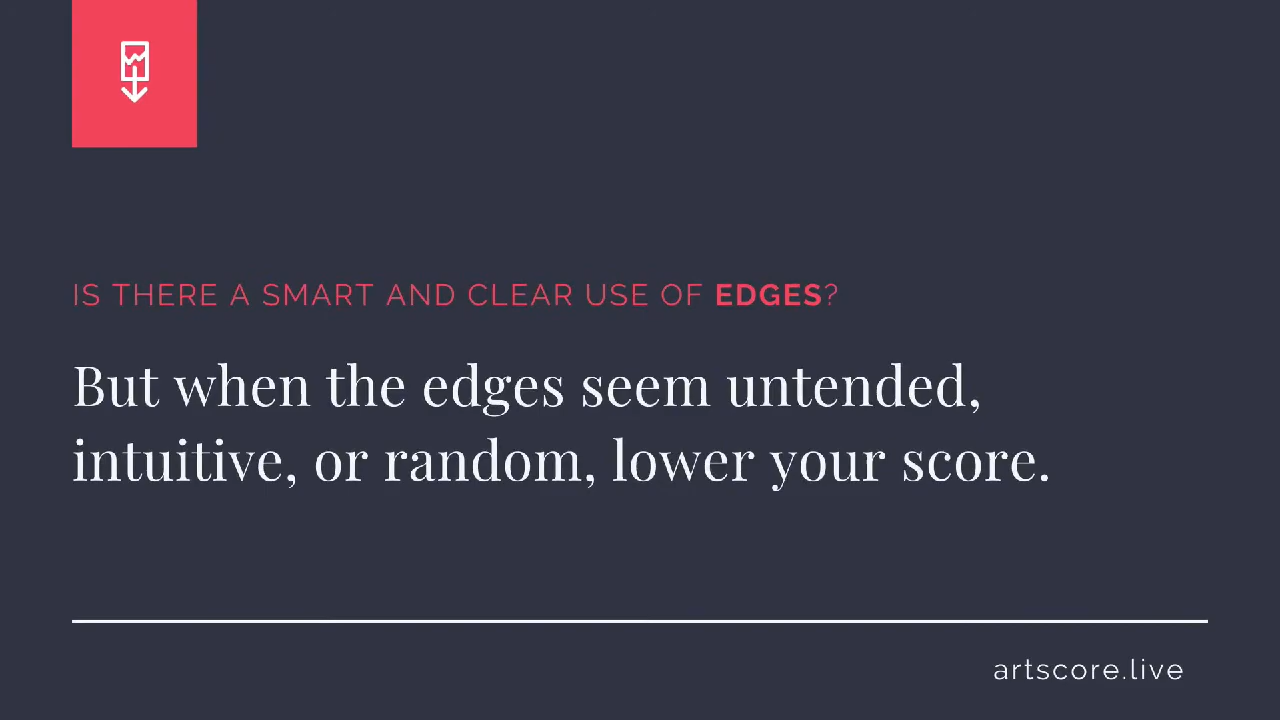 IS THERE A SMART AND CLEAR USE OF EDGES?
But when the edges seem untended,
intuitive, or random, lower your score.
artscore.live